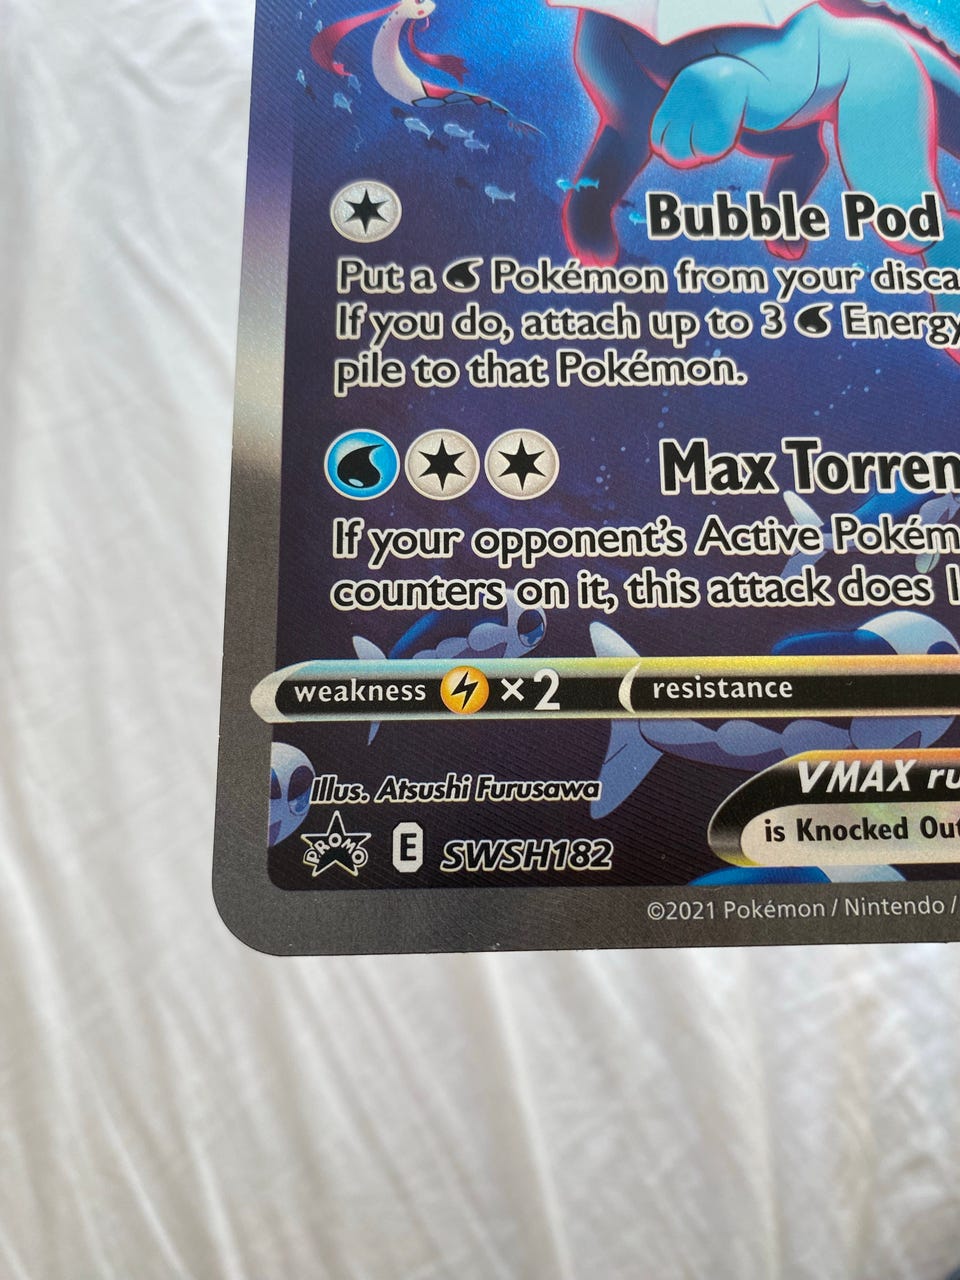 Bubble Pod
Put a Pokémon from your disca
If you do, attach up to 3 Energy
pile to that Pokémon.
Max Torren
If your opponent's Active Pokém
counters on it, this attack does 1
weakness ×2 resistance
VMAX ru
Illus. Atsushi Furusawa
is Knocked Out
PROMO E SWSH182
©2021 Pokémon / Nintendo /